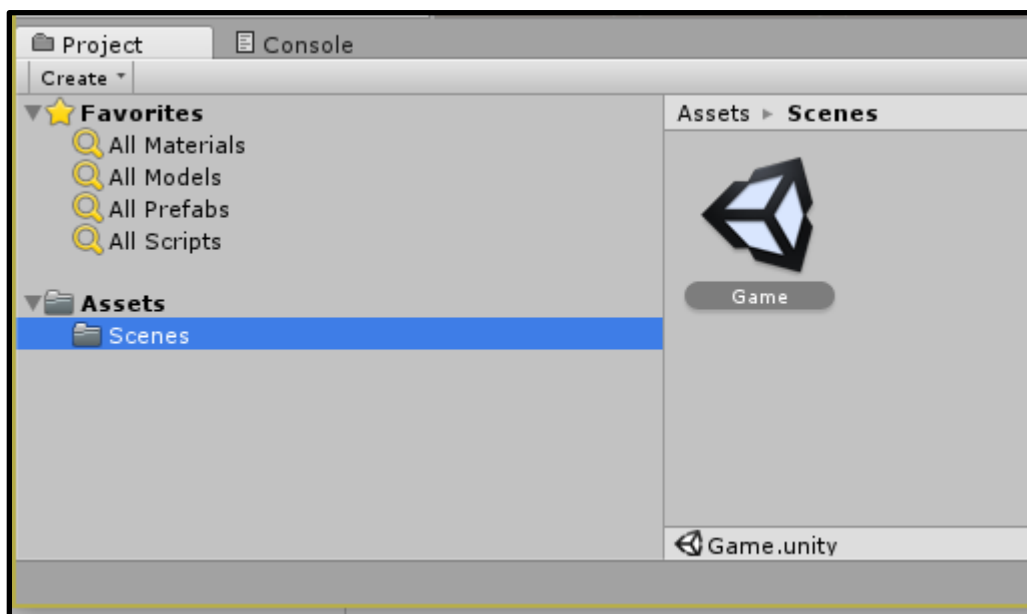 Project
Console
Create
Favorites
All Materials
All Models
All Prefabs
All Scripts
Assets
Scenes
Assets ▸ Scenes
Game
Game.unity